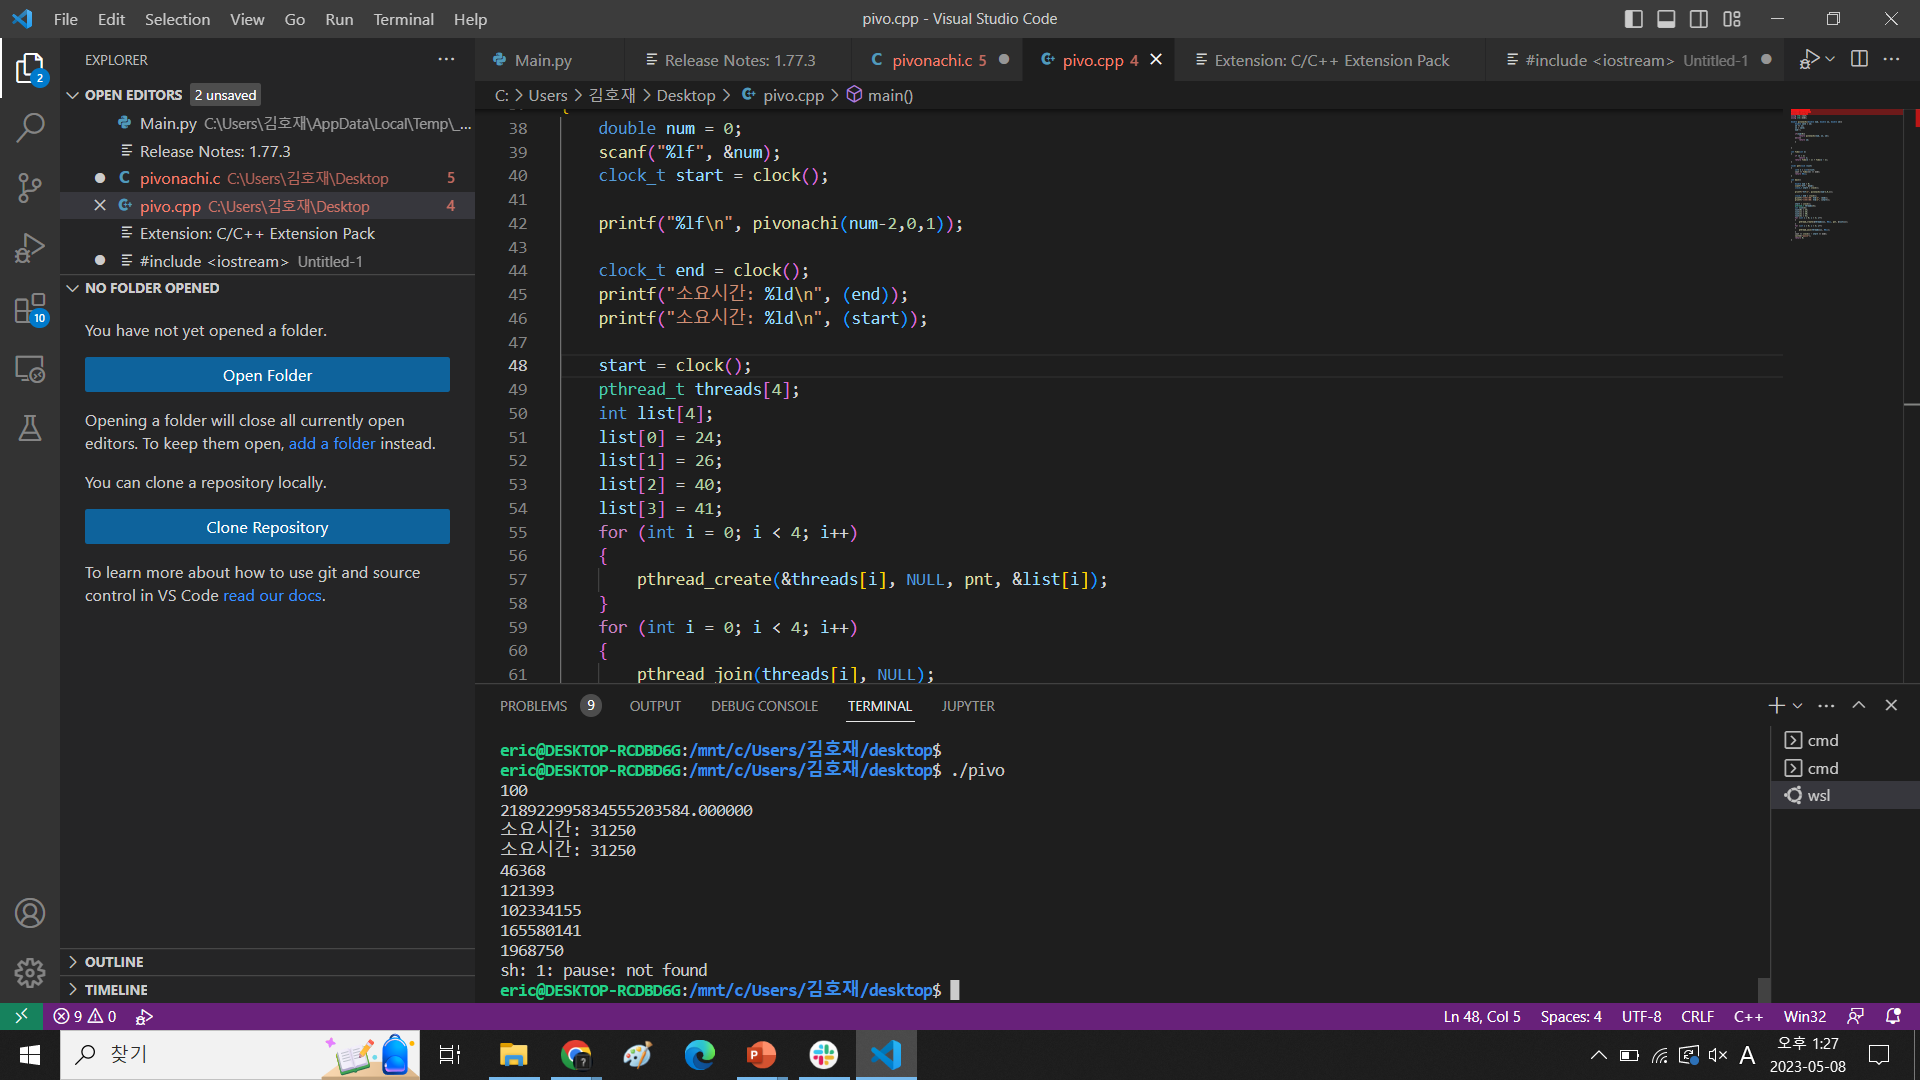 File Edit Selection View Go Run Terminal Help
pivo.cpp - Visual Studio Code
EXPLORER
Main.py
Release Notes: 1.77.3
pivonachi.c 5
pivo.cpp 4
Extension: C/C++ Extension Pack
#include <iostream> Untitled-1
C: > Users > 김호재 > Desktop > pivo.cpp > main()
OPEN EDITORS 2 unsaved
Main.py C:\Users\김호재\AppData\Local\Temp\_...
Release Notes: 1.77.3
pivonachi.c C:\Users\김호재\Desktop 5
pivo.cpp C:\Users\김호재\Desktop 4
Extension: C/C++ Extension Pack
#include <iostream> Untitled-1
NO FOLDER OPENED
You have not yet opened a folder.
Open Folder
Opening a folder will close all currently open
editors. To keep them open, add a folder instead.
You can clone a repository locally.
Clone Repository
To learn more about how to use git and source
control in VS Code read our docs.
OUTLINE
TIMELINE
2
10
38 double num = 0;
39 scanf("%lf", &num);
40 clock_t start = clock();
41
42 printf("%lf\n", pivonachi(num-2,0,1));
43
44 clock_t end = clock();
45 printf("소요시간: %ld\n", (end));
46 printf("소요시간: %ld\n", (start));
47
48 start = clock();
49 pthread_t threads[4];
50 int list[4];
51 list[0] = 24;
52 list[1] = 26;
53 list[2] = 40;
54 list[3] = 41;
55 for (int i = 0; i < 4; i++)
56 {
57 pthread_create(&threads[i], NULL, pnt, &list[i]);
58 }
59 for (int i = 0; i < 4; i++)
60 {
61 pthread_join(threads[i], NULL);
PROBLEMS 9 OUTPUT DEBUG CONSOLE TERMINAL JUPYTER
eric@DESKTOP-RCDBD6G:/mnt/c/Users/김호재/desktop$
eric@DESKTOP-RCDBD6G:/mnt/c/Users/김호재/desktop$ ./pivo
100
218922995834555203584.000000
소요시간: 31250
소요시간: 31250
46368
121393
102334155
165580141
1968750
sh: 1: pause: not found
eric@DESKTOP-RCDBD6G:/mnt/c/Users/김호재/desktop$
cmd
cmd
wsl
9 0
Ln 48, Col 5 Spaces: 4 UTF-8 CRLF C++ Win32
찾기
A
오후 1:27
2023-05-08